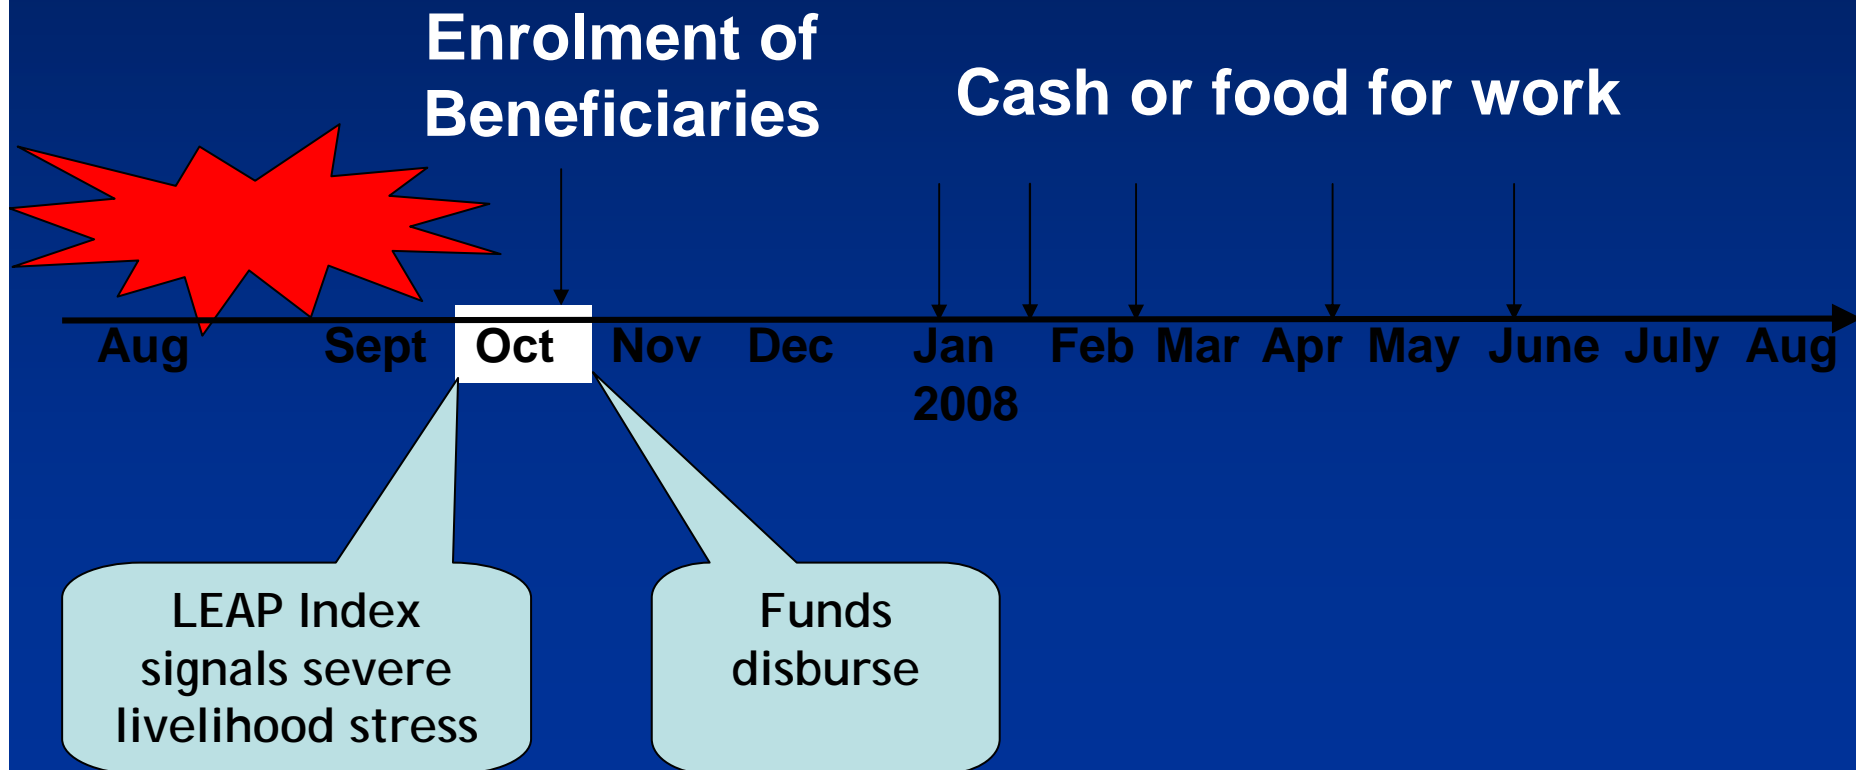 Enrolment of
Beneficiaries
Cash or food for work
Aug Sept Oct Nov Dec Jan Feb Mar Apr May June July Aug
2008
LEAP Index
signals severe
livelihood stress
Funds
disburse